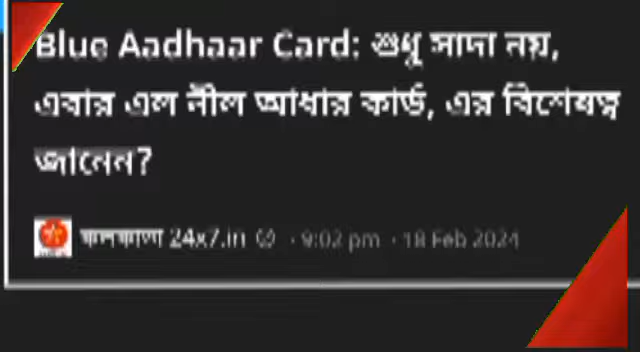 Blue Aadhaar Card: শুধু সাদা নয়,
এবার এল নীল আধার কার্ড, এর বিশেষত্ব
জানেন?
কলকাতা 24x7.in · 9:02 pm · 18 Feb 2024